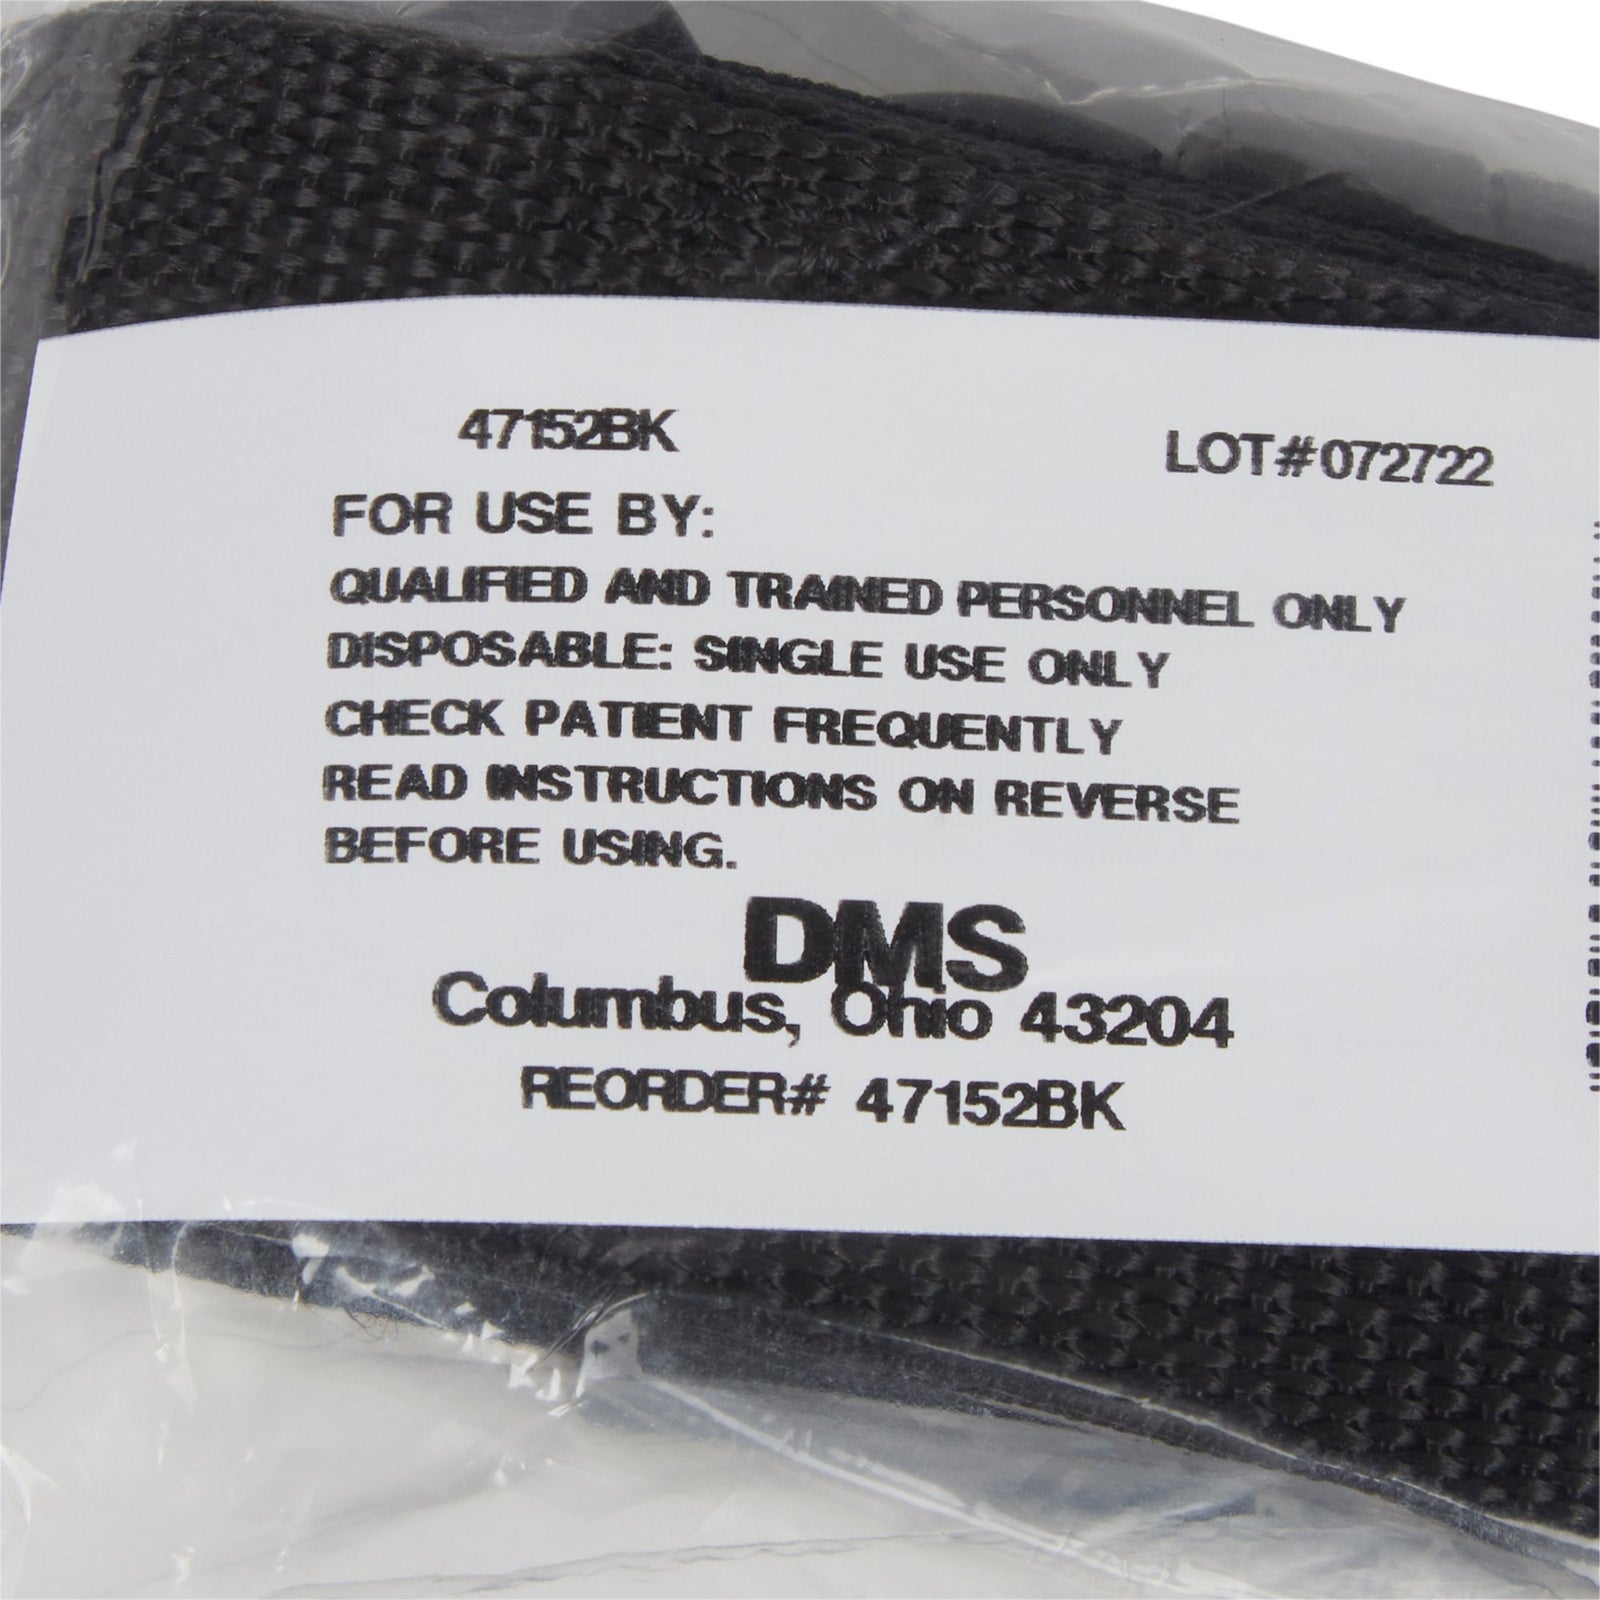 47152BK
LOT#072722
FOR USE BY:
QUALIFIED AND TRAINED PERSONNEL ONLY
DISPOSABLE: SINGLE USE ONLY
CHECK PATIENT FREQUENTLY
READ INSTRUCTIONS ON REVERSE
BEFORE USING.
DMS
Columbus, Ohio 43204
REORDER# 47152BK